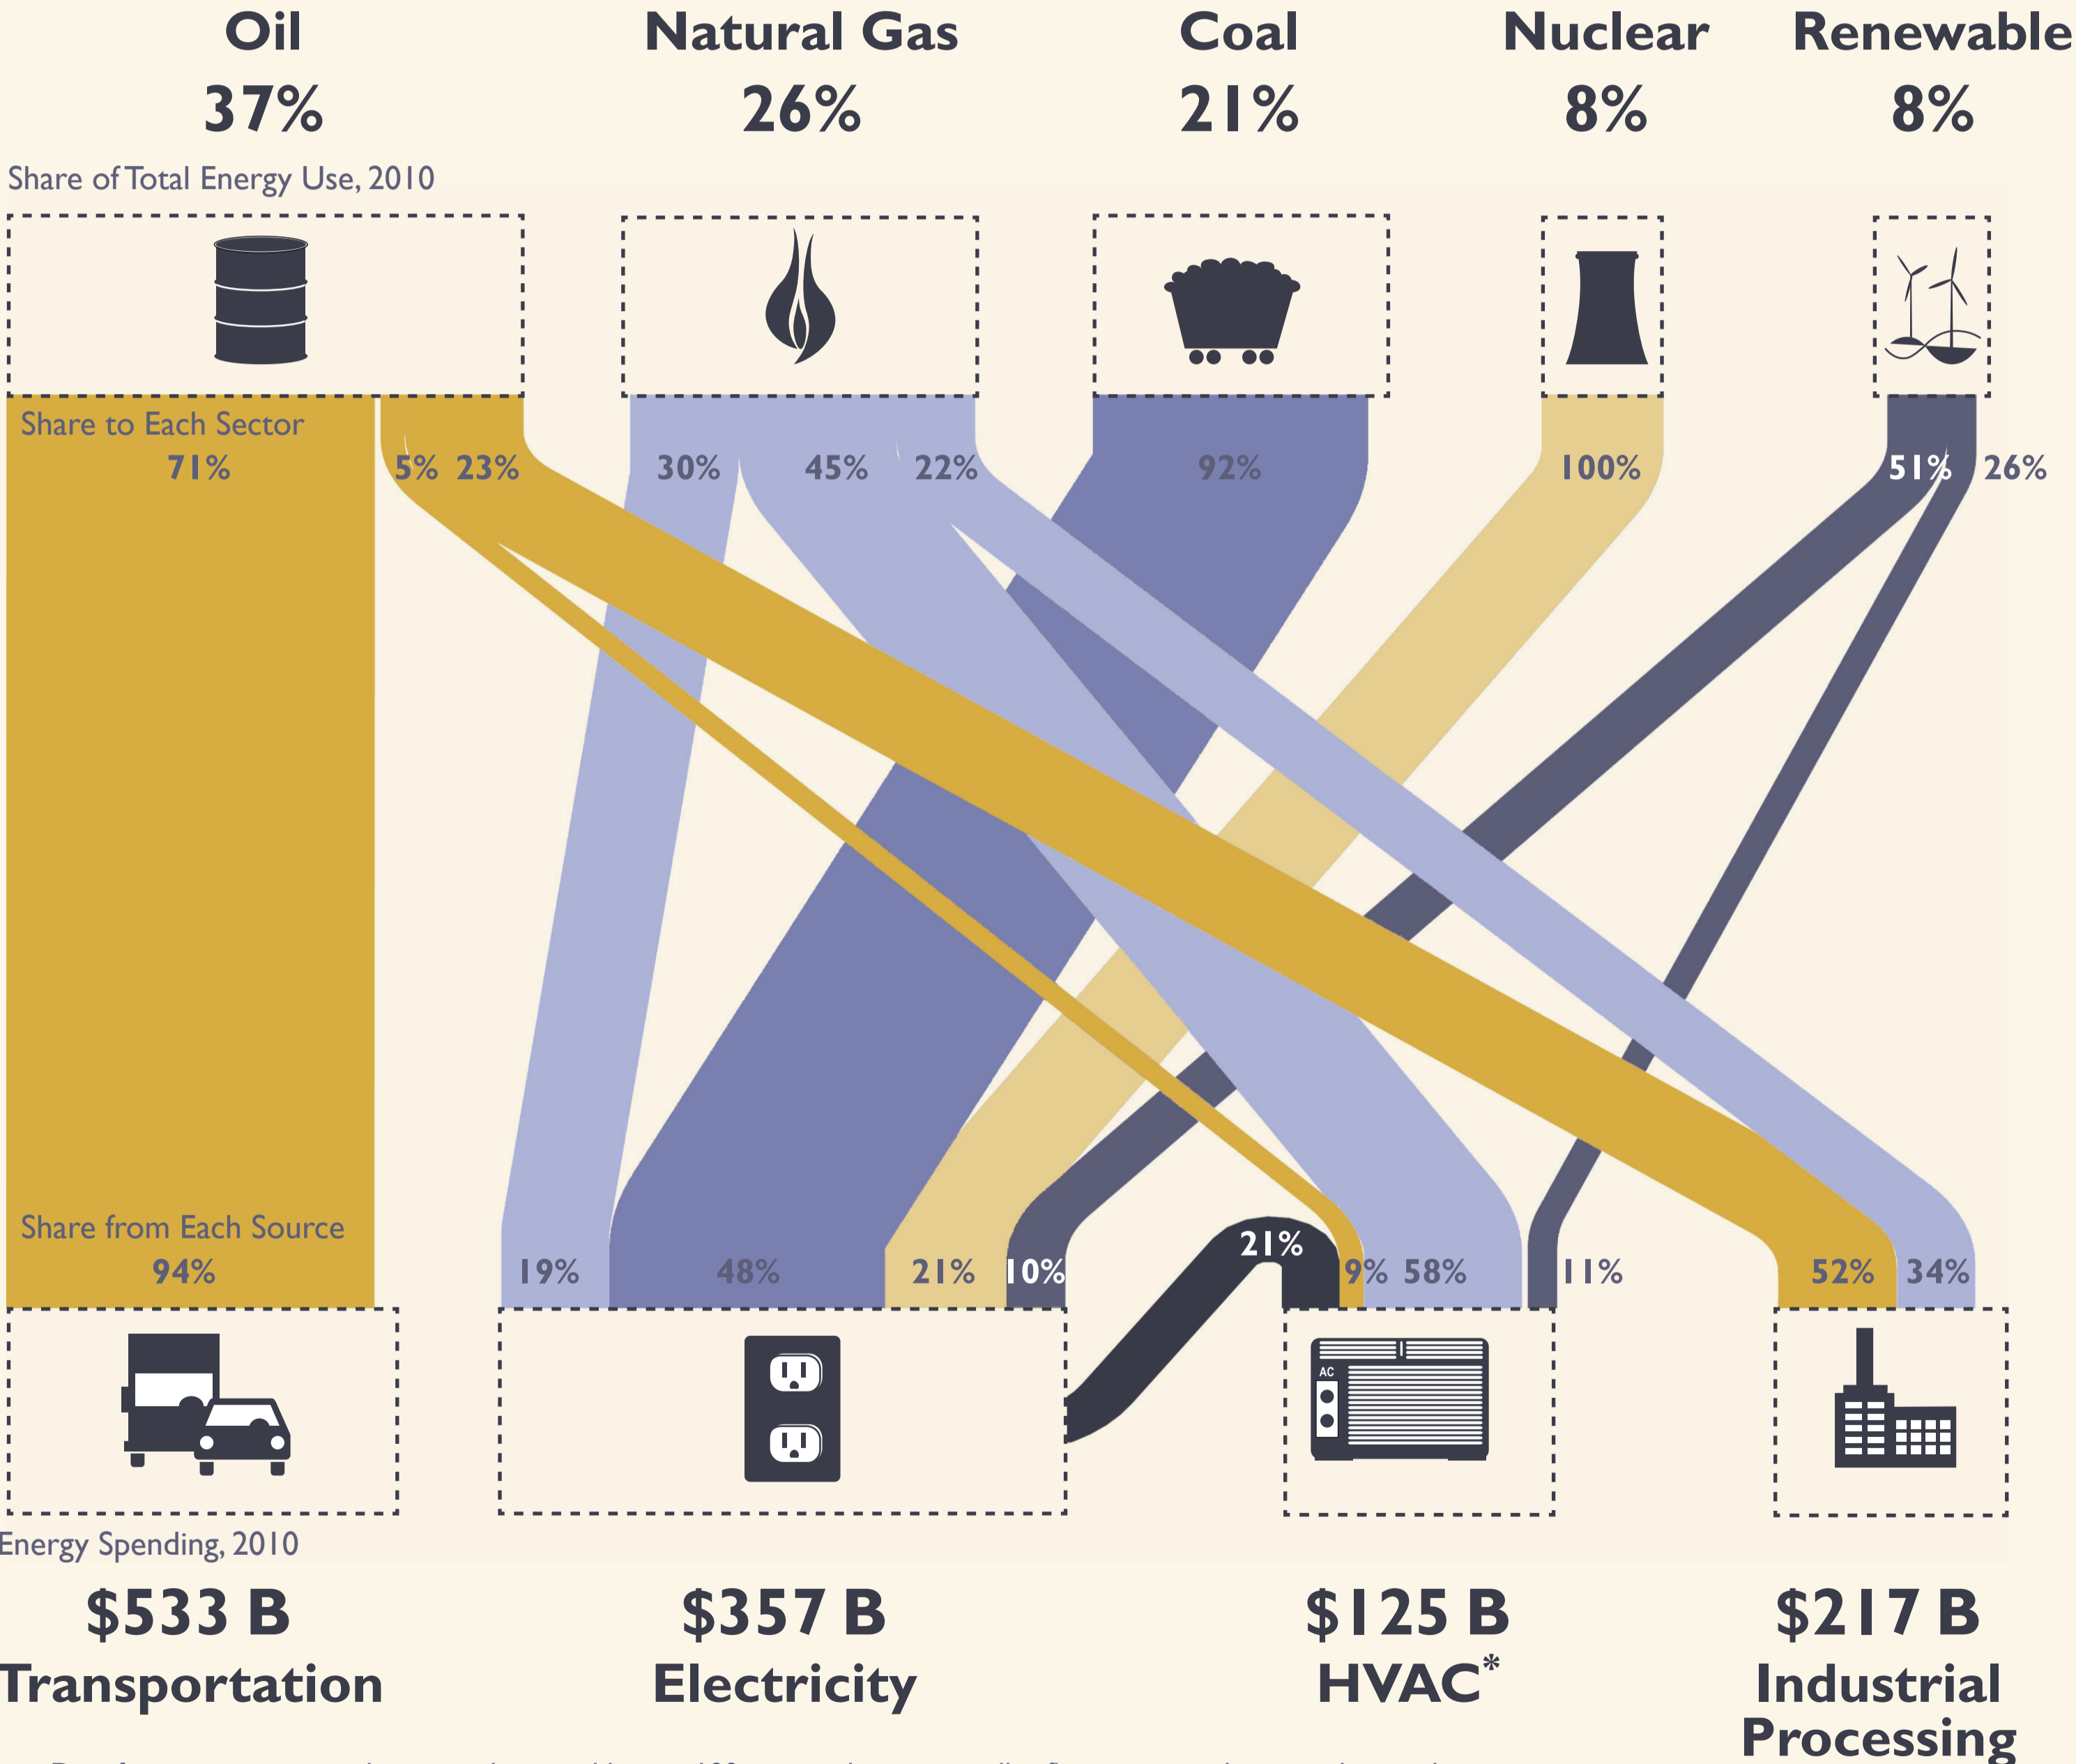 Oil Natural Gas Coal Nuclear Renewable
37% 26% 21% 8% 8%
Share of Total Energy Use, 2010
Share to Each Sector
71% 5% 23% 30% 45% 22% 92% 100% 51% 26%
Share from Each Source
94% 19% 48% 21% 10% 21% 9% 58% 11% 52% 34%
AC
Energy Spending, 2010
$533 B $357 B $125 B $217 B
Transportation Electricity HVAC* Industrial
Processing